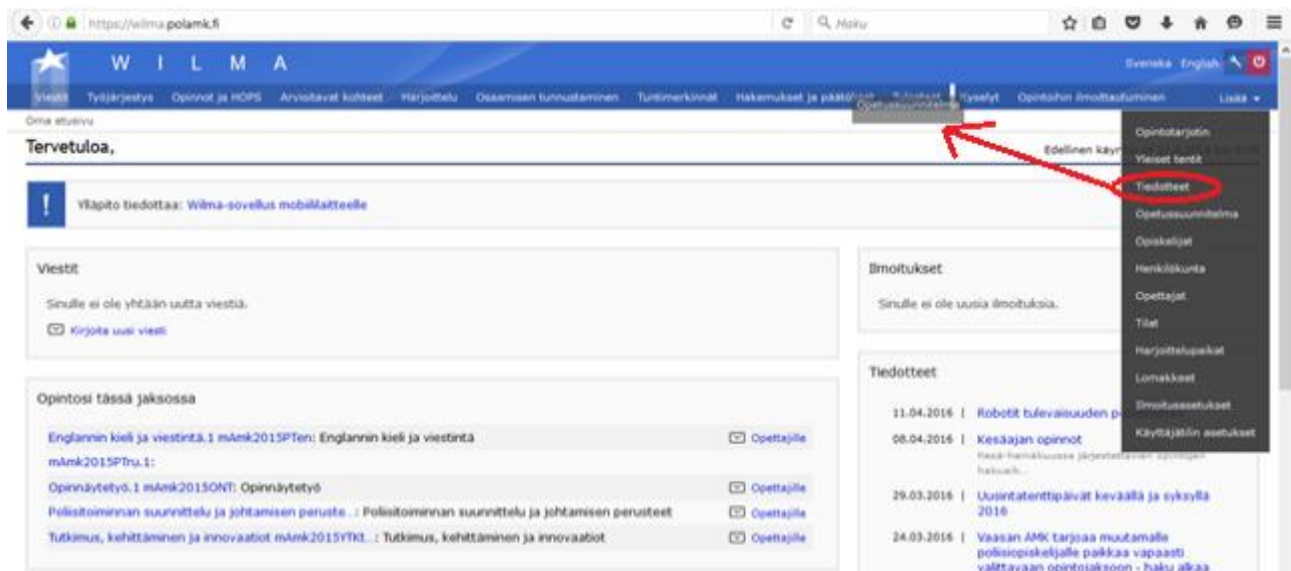 https://wilma.polamk.fi
Haku
W I L M A
Svenska English
Viestit Työjärjestys Opinnot ja HOPS Arvioitavat kohteet Harjoittelu Osaamisen tunnustaminen Tuntimerkinnät Hakemukset ja Kyselyt Opintoihin ilmoittautuminen Lisää
Opetussuunnitelma
Oma etusivu
Tervetuloa,
Edellinen
Ylläpito tiedottaa: Wilma-sovellus mobiililaitteelle
Opintotarjotin
Yleiset tentit
Tiedotteet
Opetussuunnitelma
Opiskelijat
Henkilökunta
Opettajat
Tilat
Harjoittelupaikat
Lomakkeet
Ilmoitusasetukset
Käyttäjätilin asetukset
Viestit
Sinulle ei ole yhtään uutta viestiä.
Kirjoita uusi viesti
Ilmoitukset
Sinulle ei ole uusia ilmoituksia.
Opintosi tässä jaksossa
Englannin kieli ja viestintä.1 mAmk2015PTen: Englannin kieli ja viestintä Opettajille
mAmk2015PTru.1:
Opinnäytetyö.1 mAmk2015ONT: Opinnäytetyö Opettajille
Poliisitoiminnan suunnittelu ja johtamisen peruste...: Poliisitoiminnan suunnittelu ja johtamisen perusteet Opettajille
Tutkimus, kehittäminen ja innovaatiot mAmk2015YTKt...: Tutkimus, kehittäminen ja innovaatiot Opettajille
Tiedotteet
11.04.2016 | Robotit tulevaisuuden
08.04.2016 | Kesäajan opinnot
29.03.2016 | Uusintatenttipäivät keväällä ja syksyllä
2016
24.03.2016 | Vaasan AMK tarjoaa muutamalle
poliisiopiskelijalle paikkaa vapaasti
valittavaan opintojaksoon - haku alkaa